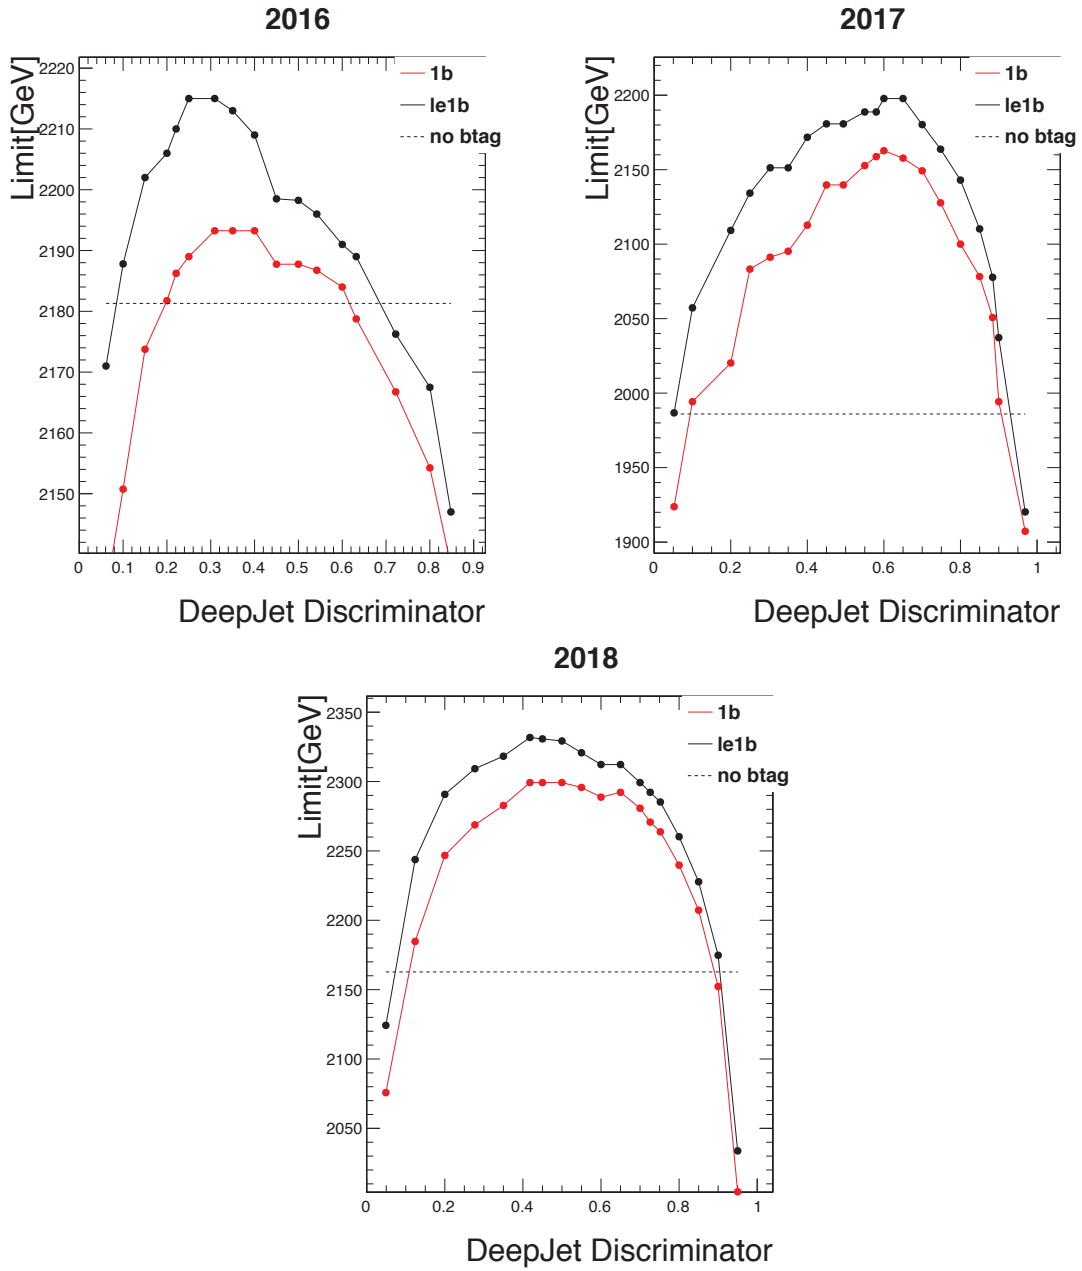 2016
Limit[GeV]
1b
le1b
no btag
2220
2210
2200
2190
2180
2170
2160
2150
0 0.1 0.2 0.3 0.4 0.5 0.6 0.7 0.8 0.9
DeepJet Discriminator
2017
Limit[GeV]
1b
le1b
no btag
2200
2150
2100
2050
2000
1950
1900
0 0.2 0.4 0.6 0.8 1
DeepJet Discriminator
2018
Limit[GeV]
1b
le1b
no btag
2350
2300
2250
2200
2150
2100
2050
0 0.2 0.4 0.6 0.8 1
DeepJet Discriminator